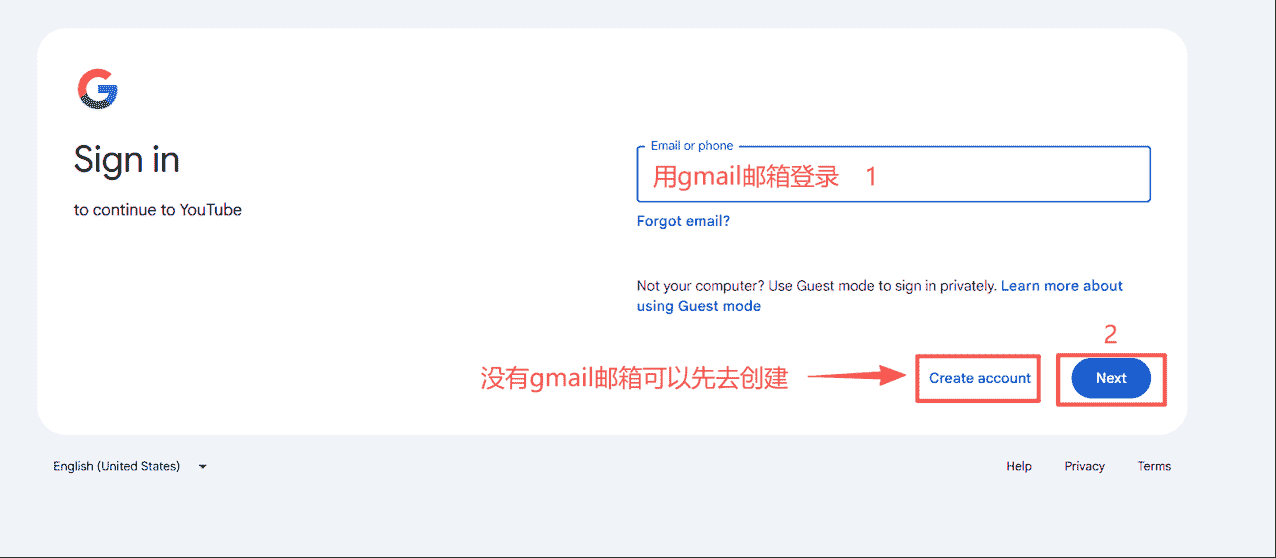 Sign in
to continue to YouTube
Email or phone
用gmail邮箱登录 1
Forgot email?
Not your computer? Use Guest mode to sign in privately. Learn more about
using Guest mode
2
没有gmail邮箱可以先去创建
Create account
Next
English (United States)
Help
Privacy
Terms